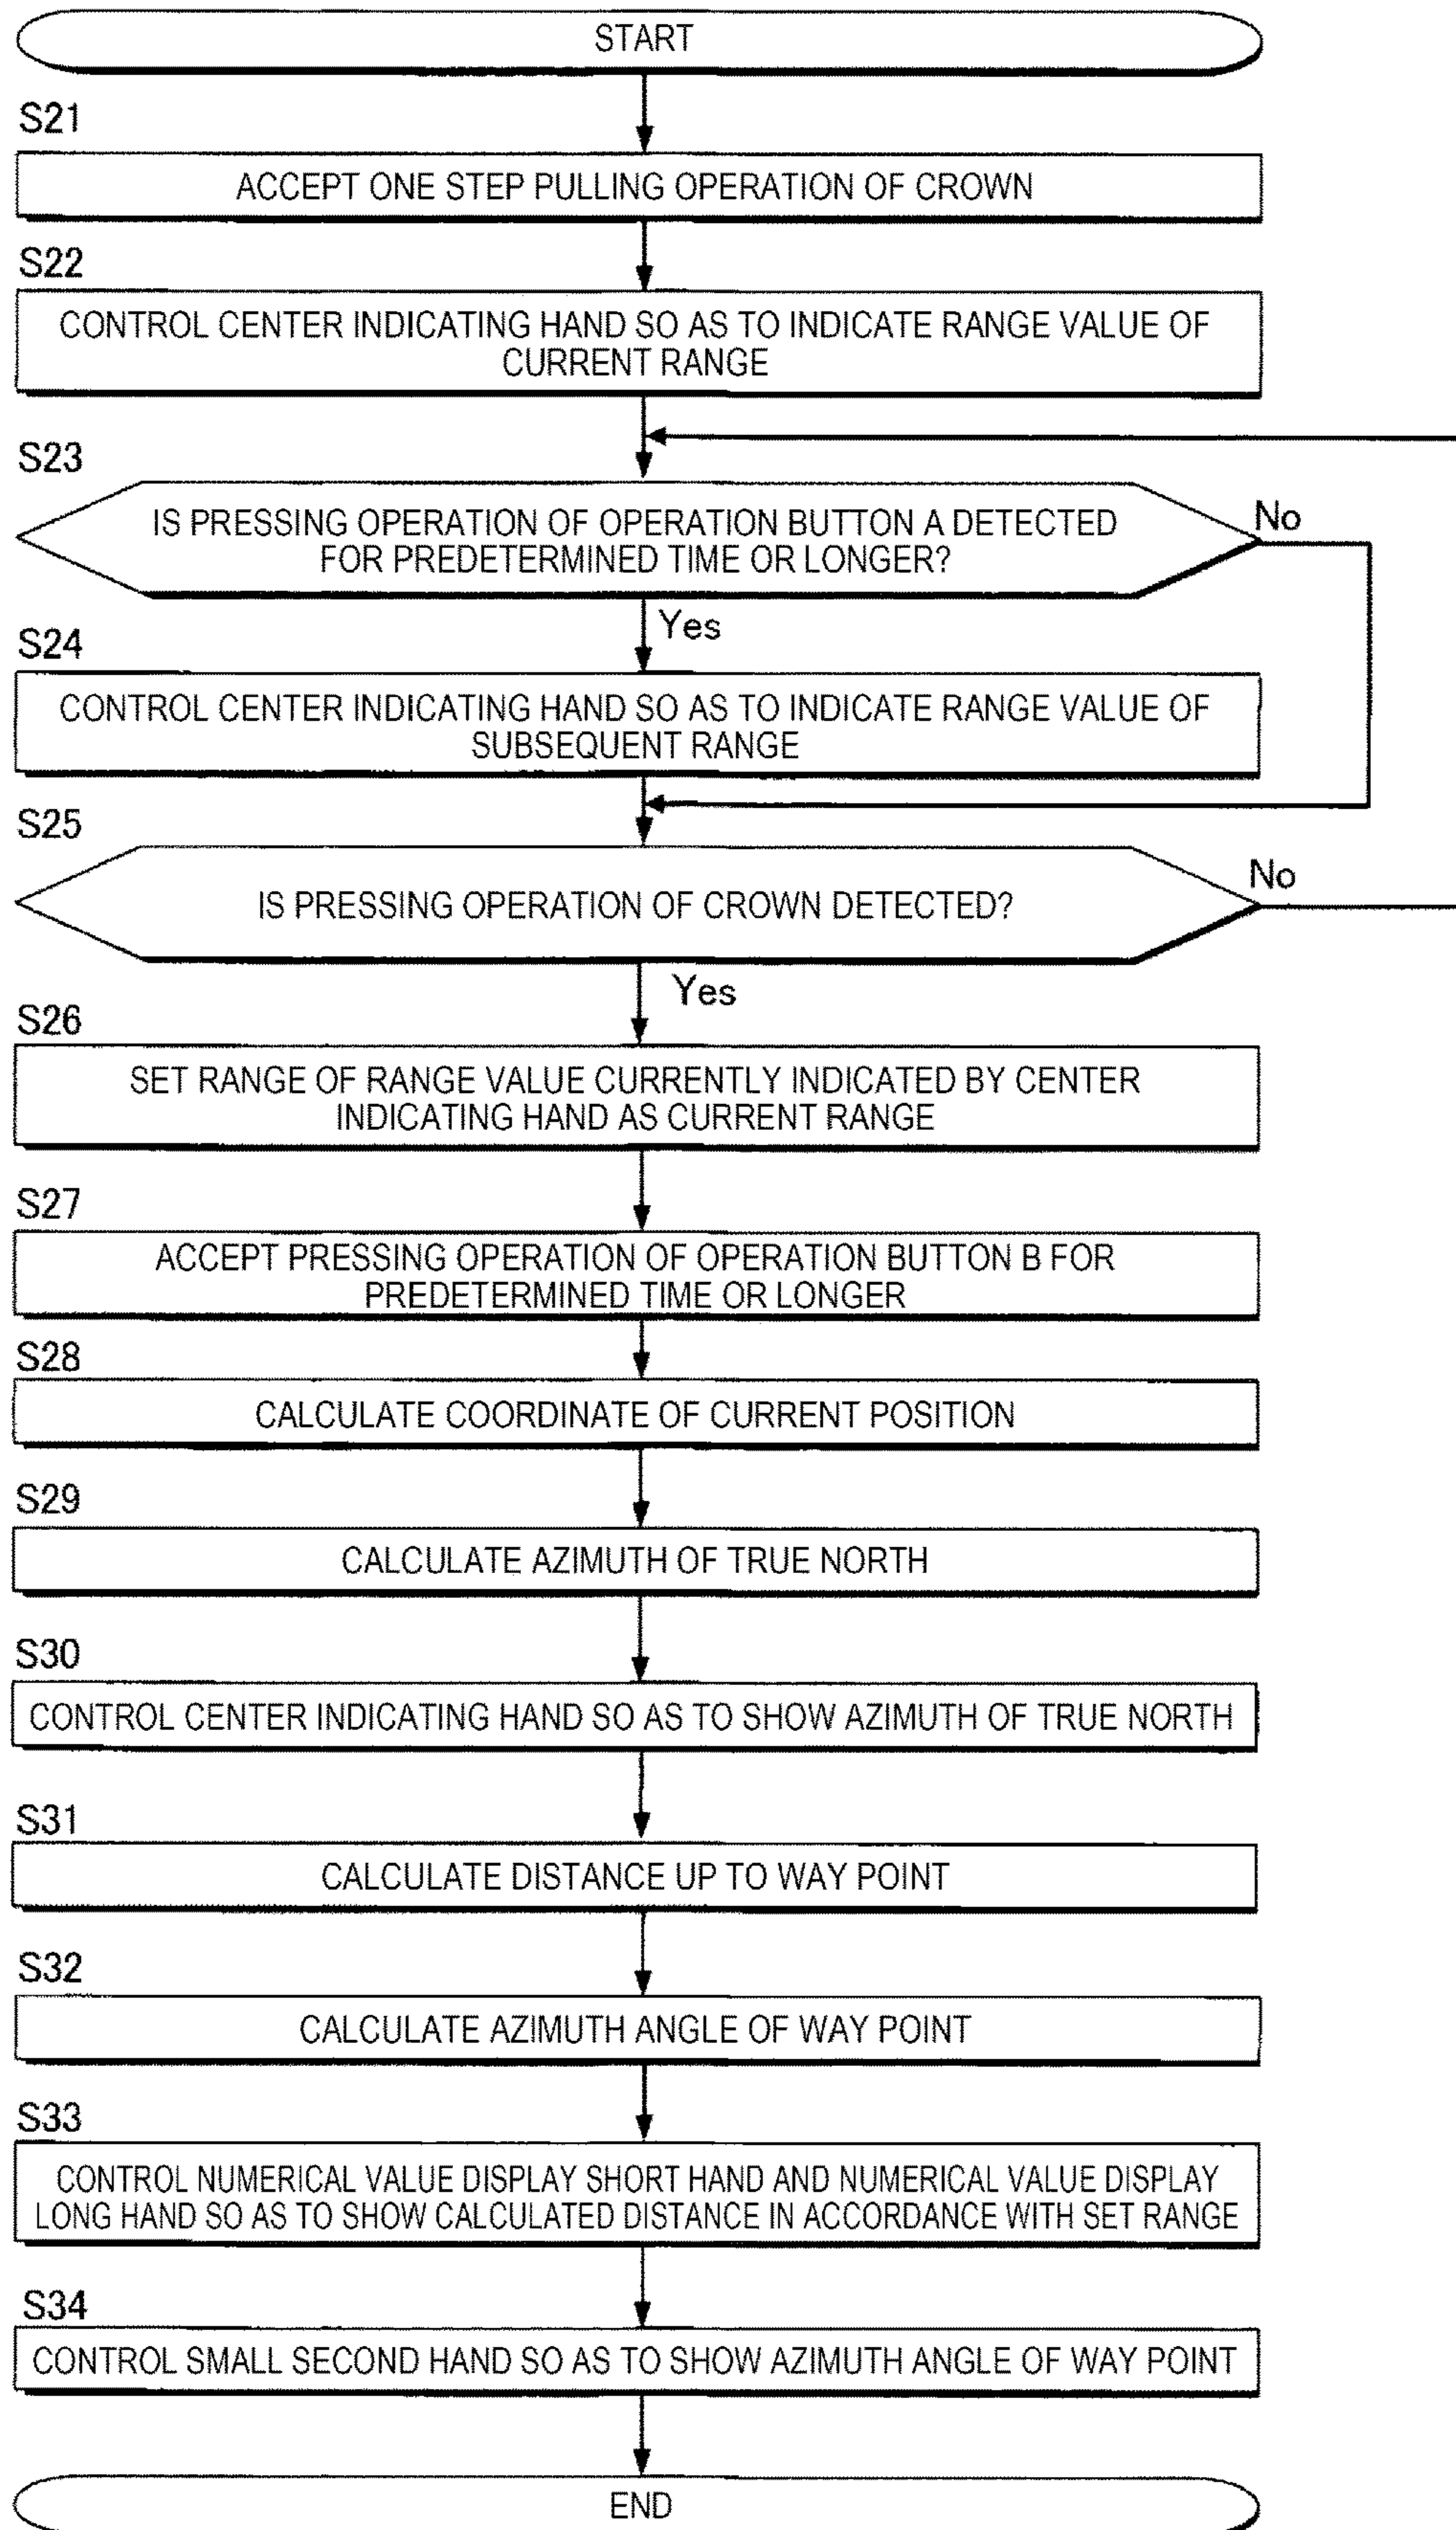 START
S21
ACCEPT ONE STEP PULLING OPERATION OF CROWN
S22
CONTROL CENTER INDICATING HAND SO AS TO INDICATE RANGE VALUE OF
CURRENT RANGE
S23
IS PRESSING OPERATION OF OPERATION BUTTON A DETECTED
FOR PREDETERMINED TIME OR LONGER?
No
Yes
S24
CONTROL CENTER INDICATING HAND SO AS TO INDICATE RANGE VALUE OF
SUBSEQUENT RANGE
S25
IS PRESSING OPERATION OF CROWN DETECTED?
No
Yes
S26
SET RANGE OF RANGE VALUE CURRENTLY INDICATED BY CENTER
INDICATING HAND AS CURRENT RANGE
S27
ACCEPT PRESSING OPERATION OF OPERATION BUTTON B FOR
PREDETERMINED TIME OR LONGER
S28
CALCULATE COORDINATE OF CURRENT POSITION
S29
CALCULATE AZIMUTH OF TRUE NORTH
S30
CONTROL CENTER INDICATING HAND SO AS TO SHOW AZIMUTH OF TRUE NORTH
S31
CALCULATE DISTANCE UP TO WAY POINT
S32
CALCULATE AZIMUTH ANGLE OF WAY POINT
S33
CONTROL NUMERICAL VALUE DISPLAY SHORT HAND AND NUMERICAL VALUE DISPLAY
LONG HAND SO AS TO SHOW CALCULATED DISTANCE IN ACCORDANCE WITH SET RANGE
S34
CONTROL SMALL SECOND HAND SO AS TO SHOW AZIMUTH ANGLE OF WAY POINT
END